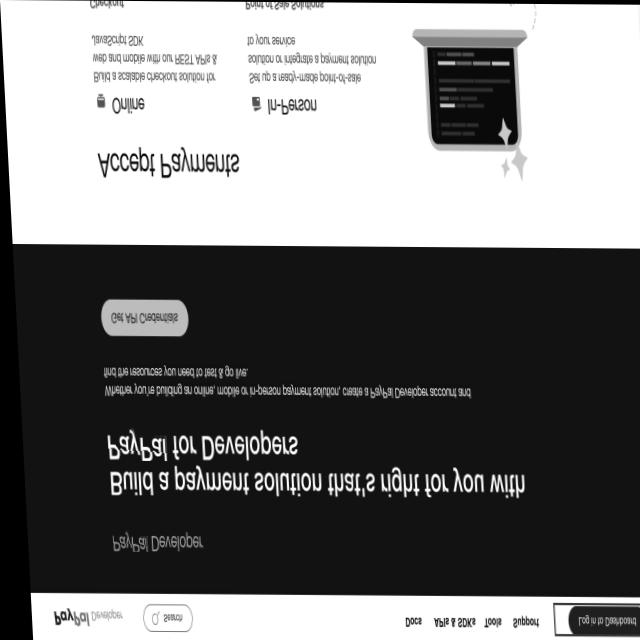 PayPal Developer
Search
Docs
APIs & SDKs
Tools
Support
Log in to Dashboard
PayPal Developer
Build a payment solution that's right for you with
PayPal for Developers
Whether you're building an online, mobile or in-person payment solution, create a PayPal Developer account and
find the resources you need to test & go live.
Get API Credentials
Accept Payments
Online
Build a scalable checkout solution for
web and mobile with our REST APIs &
JavaScript SDK
Checkout
In-Person
Set up a ready-made point-of-sale
solution or integrate a payment solution
to your service
Point of Sale Solutions